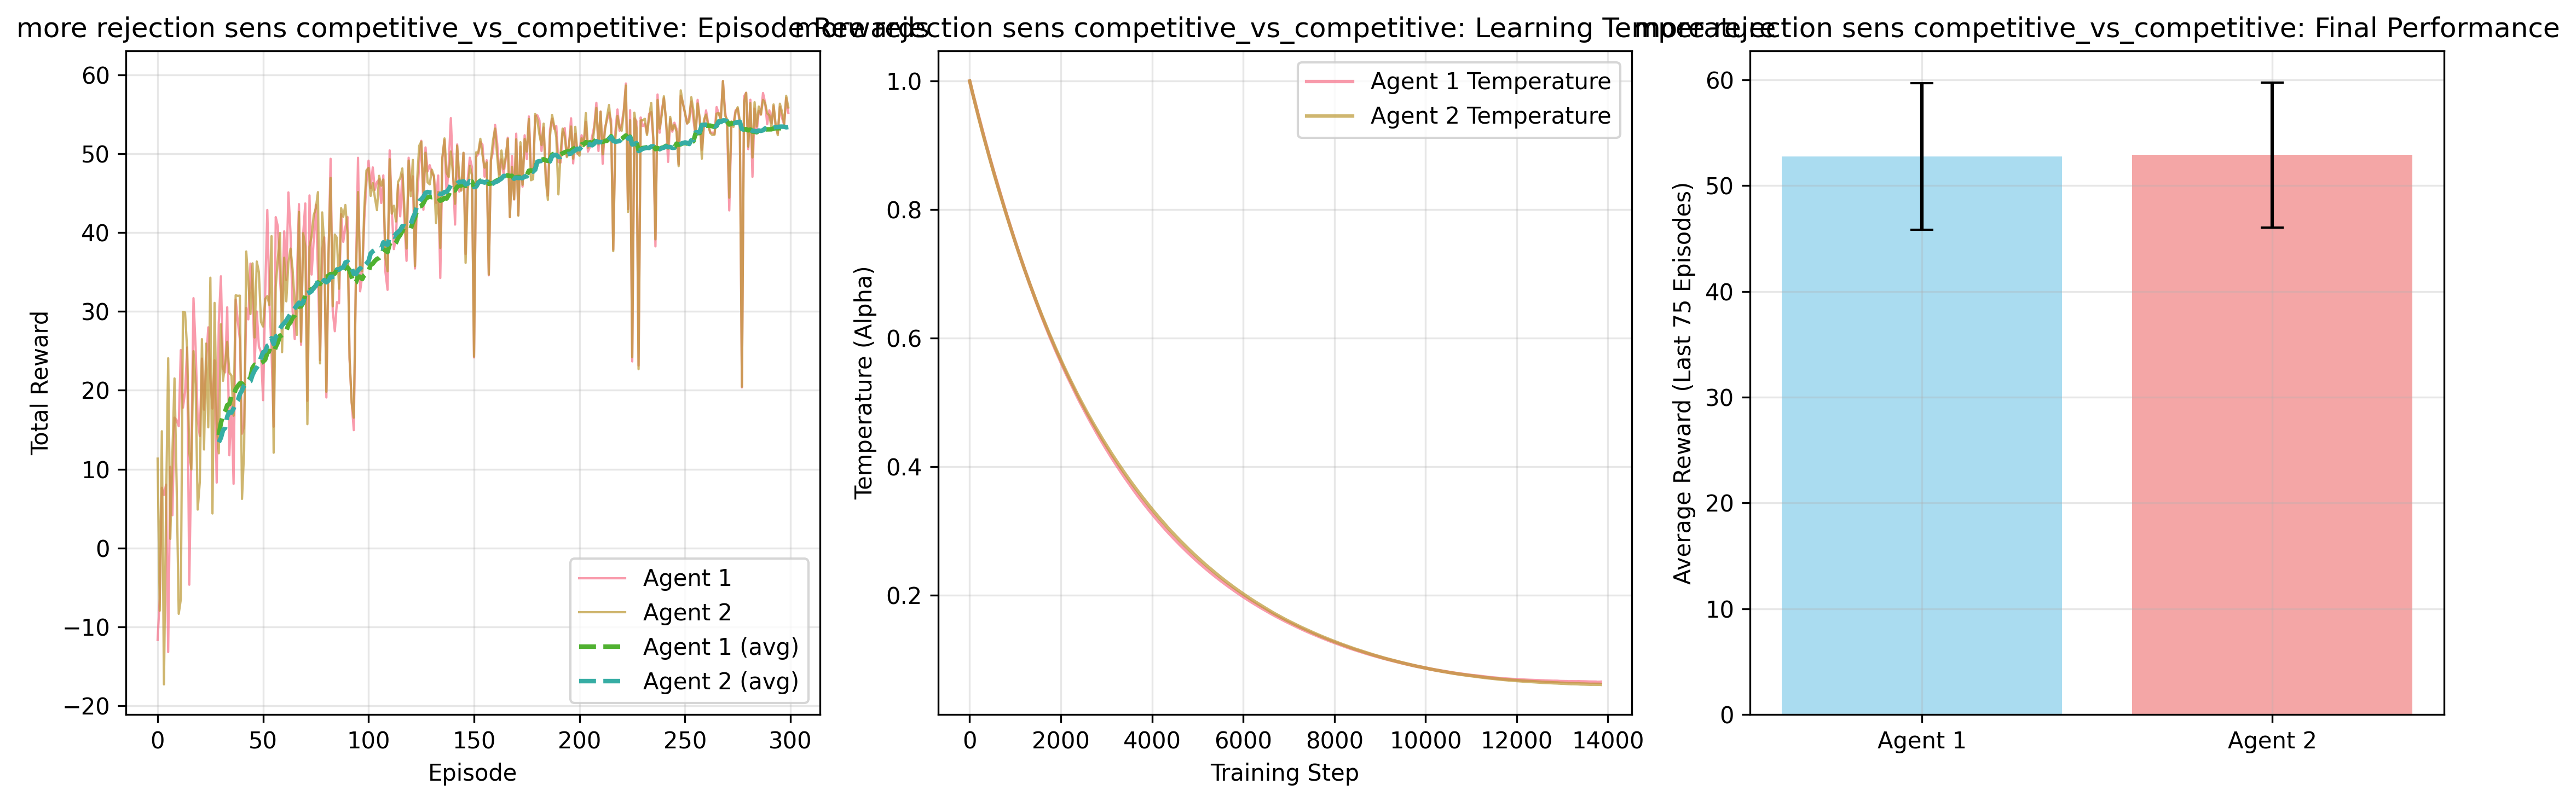 more rejection sens competitive_vs_competitive: Episode Rewards
more rejection sens competitive_vs_competitive: Learning Temperature
more rejection sens competitive_vs_competitive: Final Performance
Total Reward
60
50
40
30
20
10
0
−10
−20
Agent 1
Agent 2
Agent 1 (avg)
Agent 2 (avg)
0 50 100 150 200 250 300
Episode
Temperature (Alpha)
1.0
0.8
0.6
0.4
0.2
Agent 1 Temperature
Agent 2 Temperature
0 2000 4000 6000 8000 10000 12000 14000
Training Step
Average Reward (Last 75 Episodes)
60
50
40
30
20
10
0
Agent 1 Agent 2